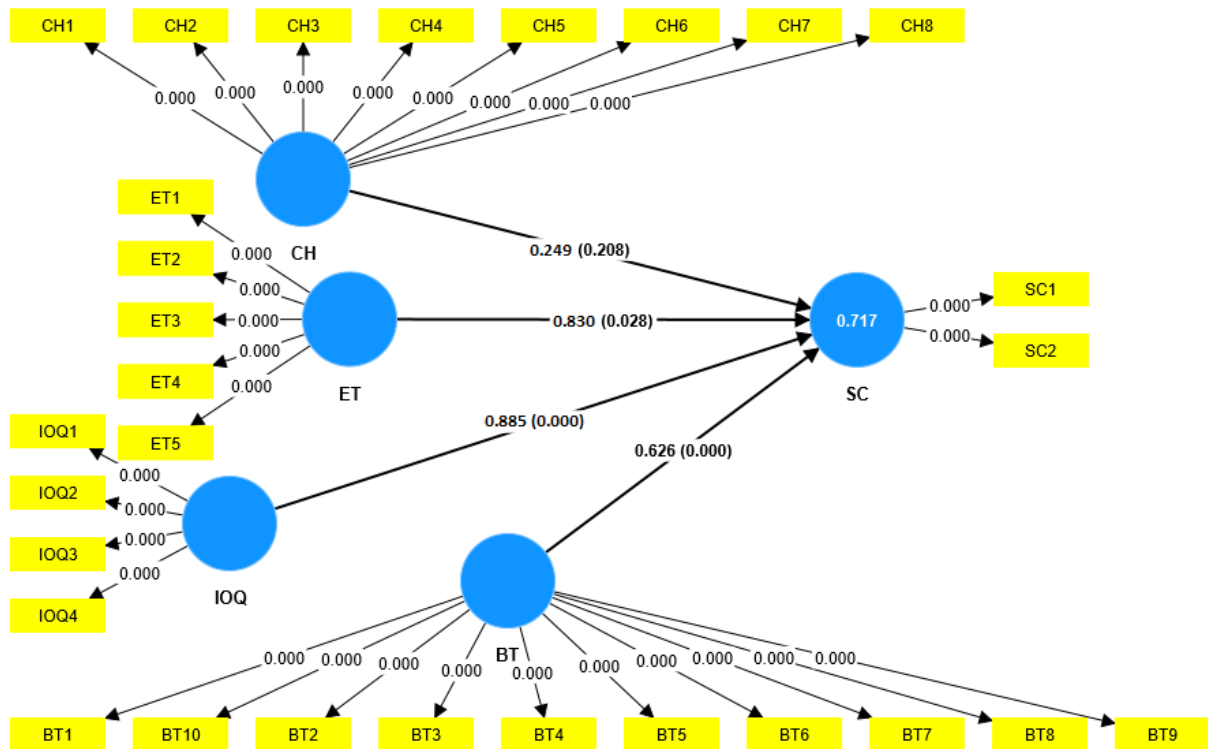 CH1 CH2 CH3 CH4 CH5 CH6 CH7 CH8
0.000 0.000 0.000 0.000 0.000 0.000 0.000 0.000
CH
ET1
ET2
ET3
ET4
ET5
0.000
0.000
0.000
0.000
0.000
ET
IOQ1
IOQ2
IOQ3
IOQ4
0.000
0.000
0.000
0.000
IOQ
0.249 (0.208)
0.830 (0.028)
0.885 (0.000)
0.626 (0.000)
0.717
SC
0.000
0.000
SC1
SC2
BT
0.000 0.000 0.000 0.000 0.000 0.000 0.000 0.000 0.000 0.000
BT1 BT10 BT2 BT3 BT4 BT5 BT6 BT7 BT8 BT9